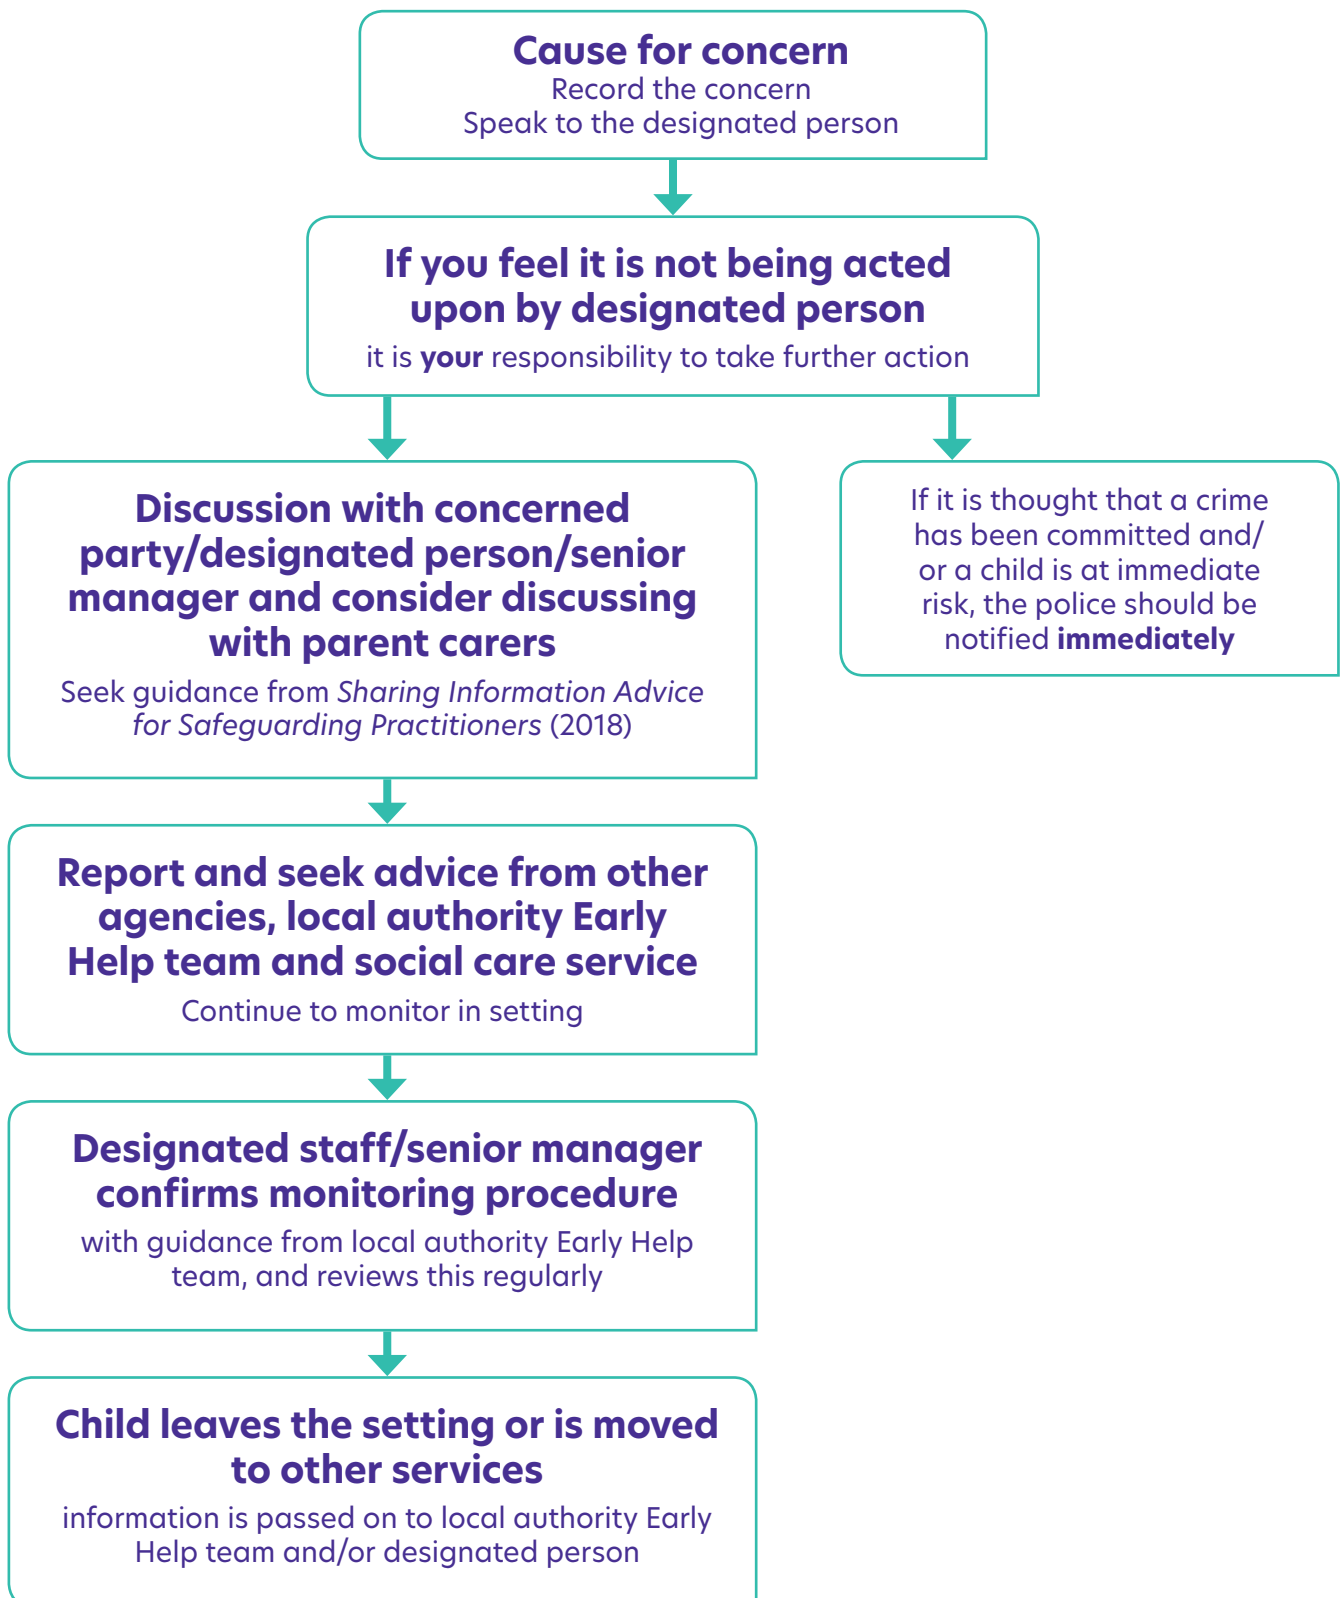 Cause for concern
Record the concern
Speak to the designated person
If you feel it is not being acted
upon by designated person
it is your responsibility to take further action
Discussion with concerned
party/designated person/senior
manager and consider discussing
with parent carers
Seek guidance from Sharing Information Advice
for Safeguarding Practitioners (2018)
If it is thought that a crime
has been committed and/
or a child is at immediate
risk, the police should be
notified immediately
Report and seek advice from other
agencies, local authority Early
Help team and social care service
Continue to monitor in setting
Designated staff/senior manager
confirms monitoring procedure
with guidance from local authority Early Help
team, and reviews this regularly
Child leaves the setting or is moved
to other services
information is passed on to local authority Early
Help team and/or designated person